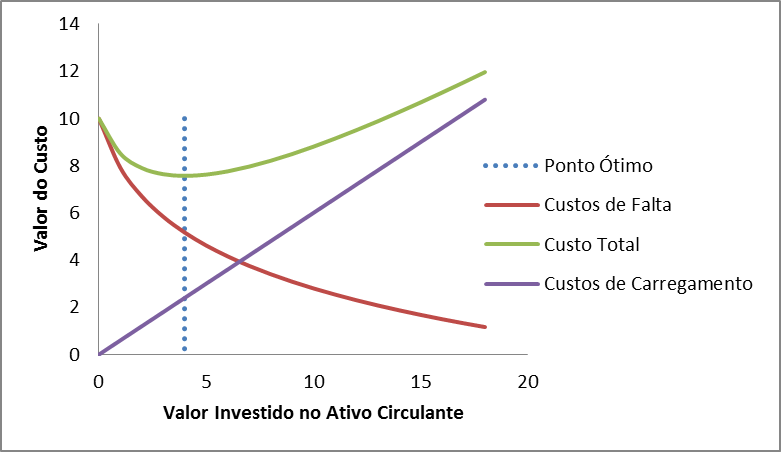 14
12
10
8
6
4
2
0
Valor do Custo
0 5 10 15 20
Valor Investido no Ativo Circulante
Ponto Ótimo
Custos de Falta
Custo Total
Custos de Carregamento